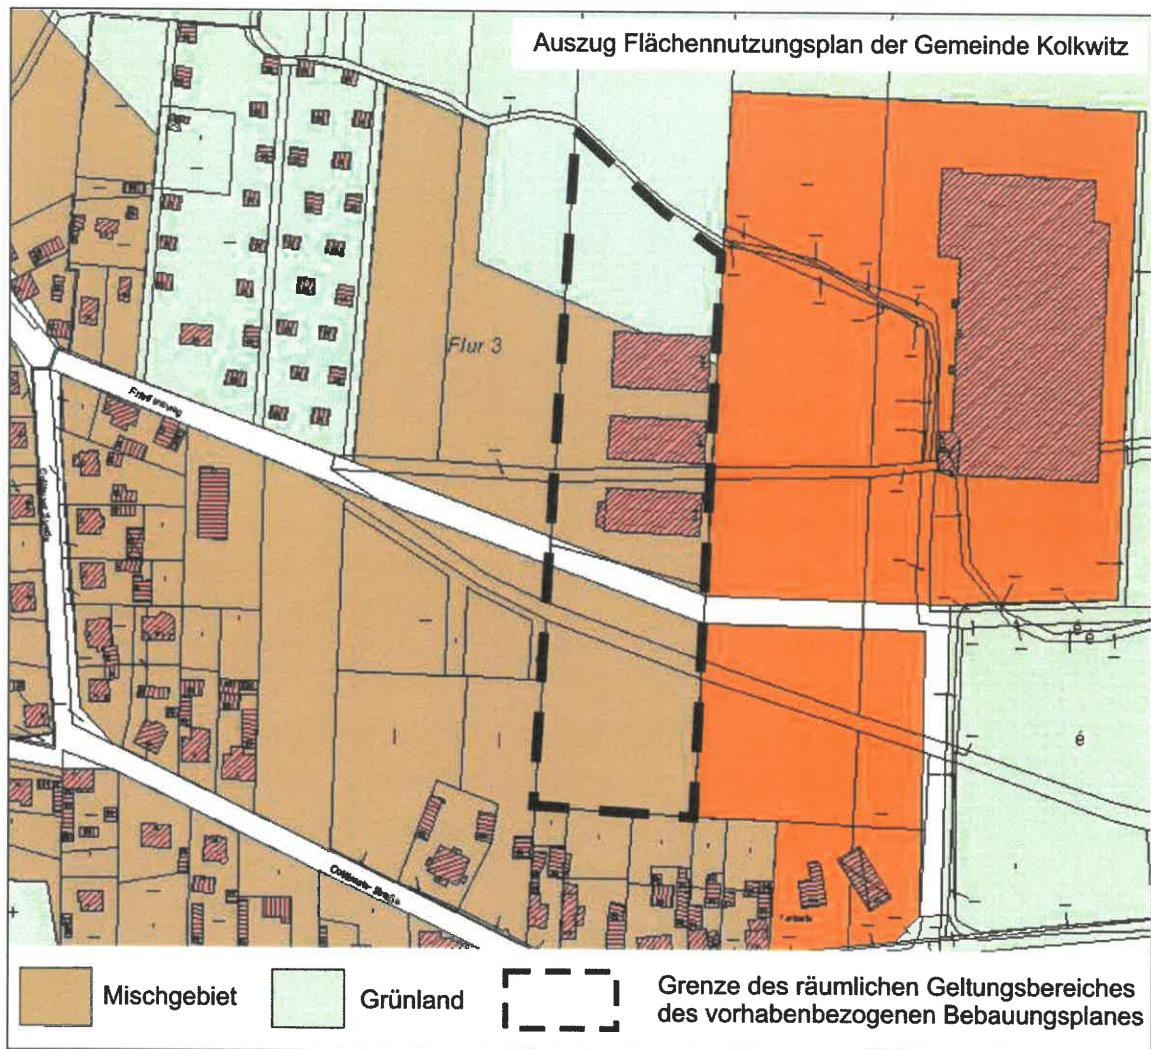 Auszug Flächennutzungsplan der Gemeinde Kolkwitz
Flur 3
é
é
é
Mischgebiet
Grünland
Grenze des räumlichen Geltungsbereiches
des vorhabenbezogenen Bebauungsplanes